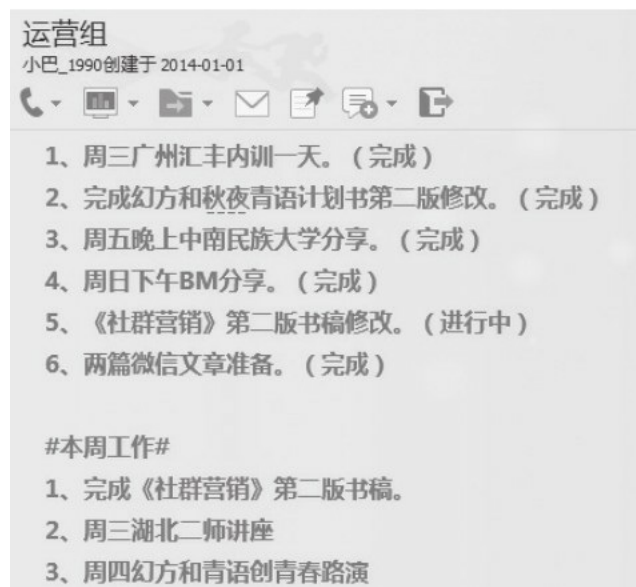 运营组
小巴_1990创建于 2014-01-01
1、周三广州汇丰内训一天。（完成）
2、完成幻方和秋夜青语计划书第二版修改。（完成）
3、周五晚上中南民族大学分享。（完成）
4、周日下午BM分享。（完成）
5、《社群营销》第二版书稿修改。（进行中）
6、两篇微信文章准备。（完成）
#本周工作#
1、完成《社群营销》第二版书稿。
2、周三湖北二师讲座
3、周四幻方和青语创青春路演